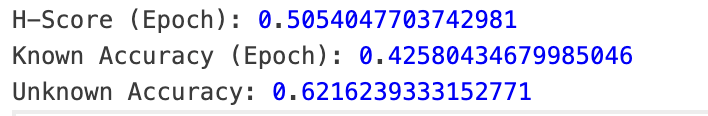 H-Score (Epoch): 0.5054047703742981
Known Accuracy (Epoch): 0.42580434679985046
Unknown Accuracy: 0.6216239333152771